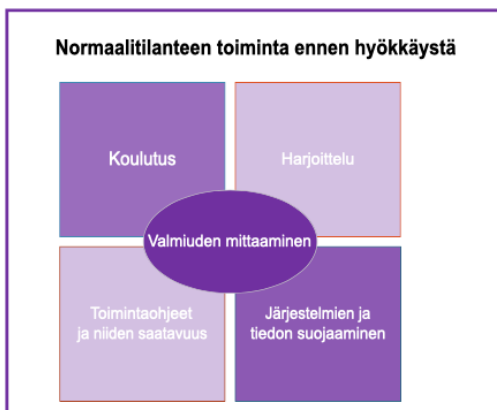 Normaalitilanteen toiminta ennen hyökkäystä
Koulutus
Harjoittelu
Valmiuden mittaaminen
Toimintaohjeet
ja niiden saatavuus
Järjestelmien ja
tiedon suojaaminen